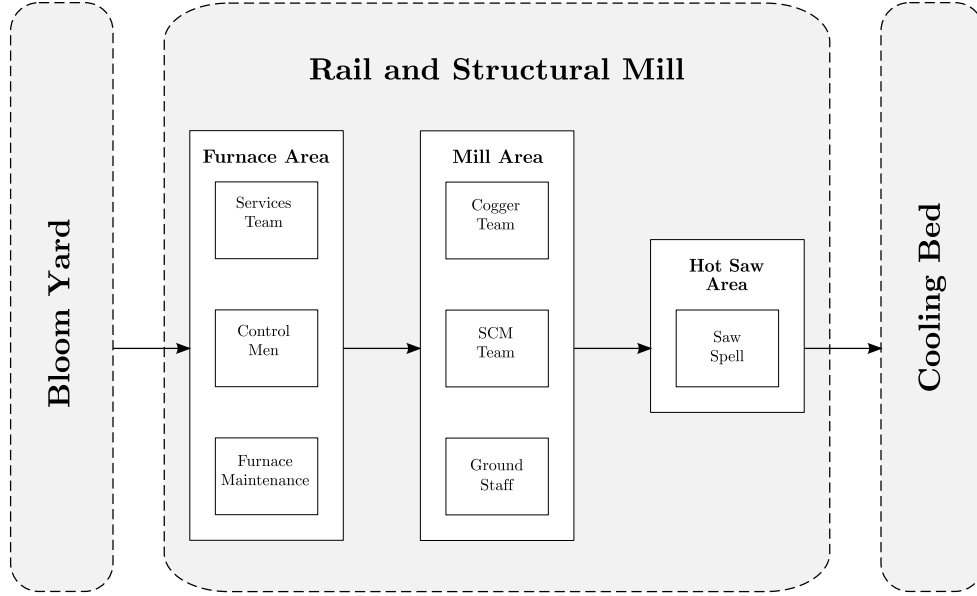 Bloom Yard
Rail and Structural Mill
Furnace Area
Services
Team
Control
Men
Furnace
Maintenance
Mill Area
Cogger
Team
SCM
Team
Ground
Staff
Hot Saw
Area
Saw
Spell
Cooling Bed